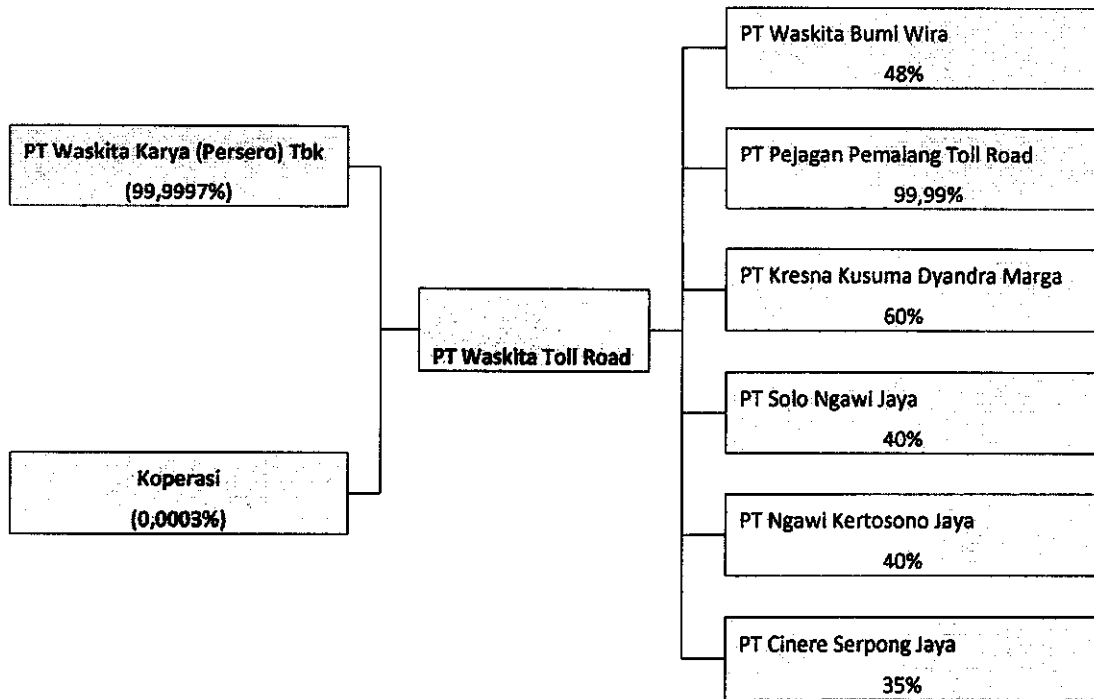 PT Waskita Karya (Persero) Tbk
(99,9997%)
Koperasi
(0,0003%)
PT Waskita Toll Road
PT Waskita Bumi Wira
48%
PT Pejagan Pemalang Toll Road
99,99%
PT Kresna Kusuma Dyandra Marga
60%
PT Solo Ngawi Jaya
40%
PT Ngawi Kertosono Jaya
40%
PT Cinere Serpong Jaya
35%